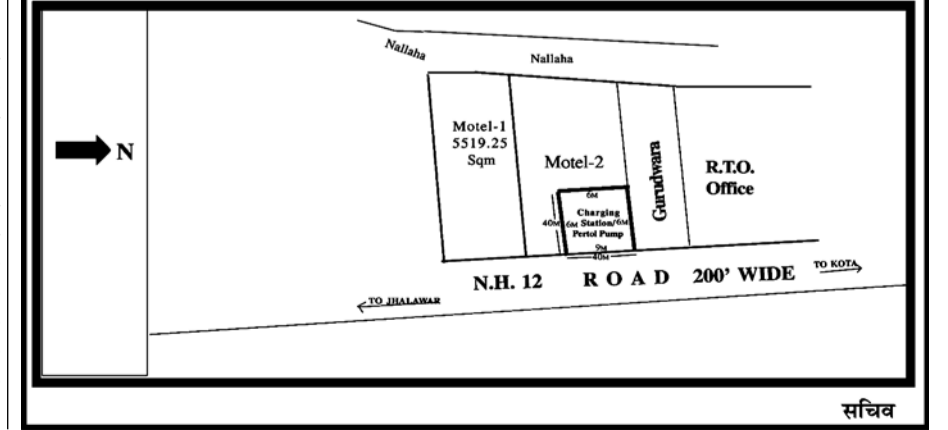 Nallaha
Nallaha
N
Motel-1
5519.25
Sqm
Motel-2
Gurudwara
R.T.O.
Office
6M
40M
6M
Charging
Station/
Pertol Pump
6M
9M
40M
N.H. 12 ROAD 200' WIDE
TO KOTA
TO JHALAWAR
सचिव